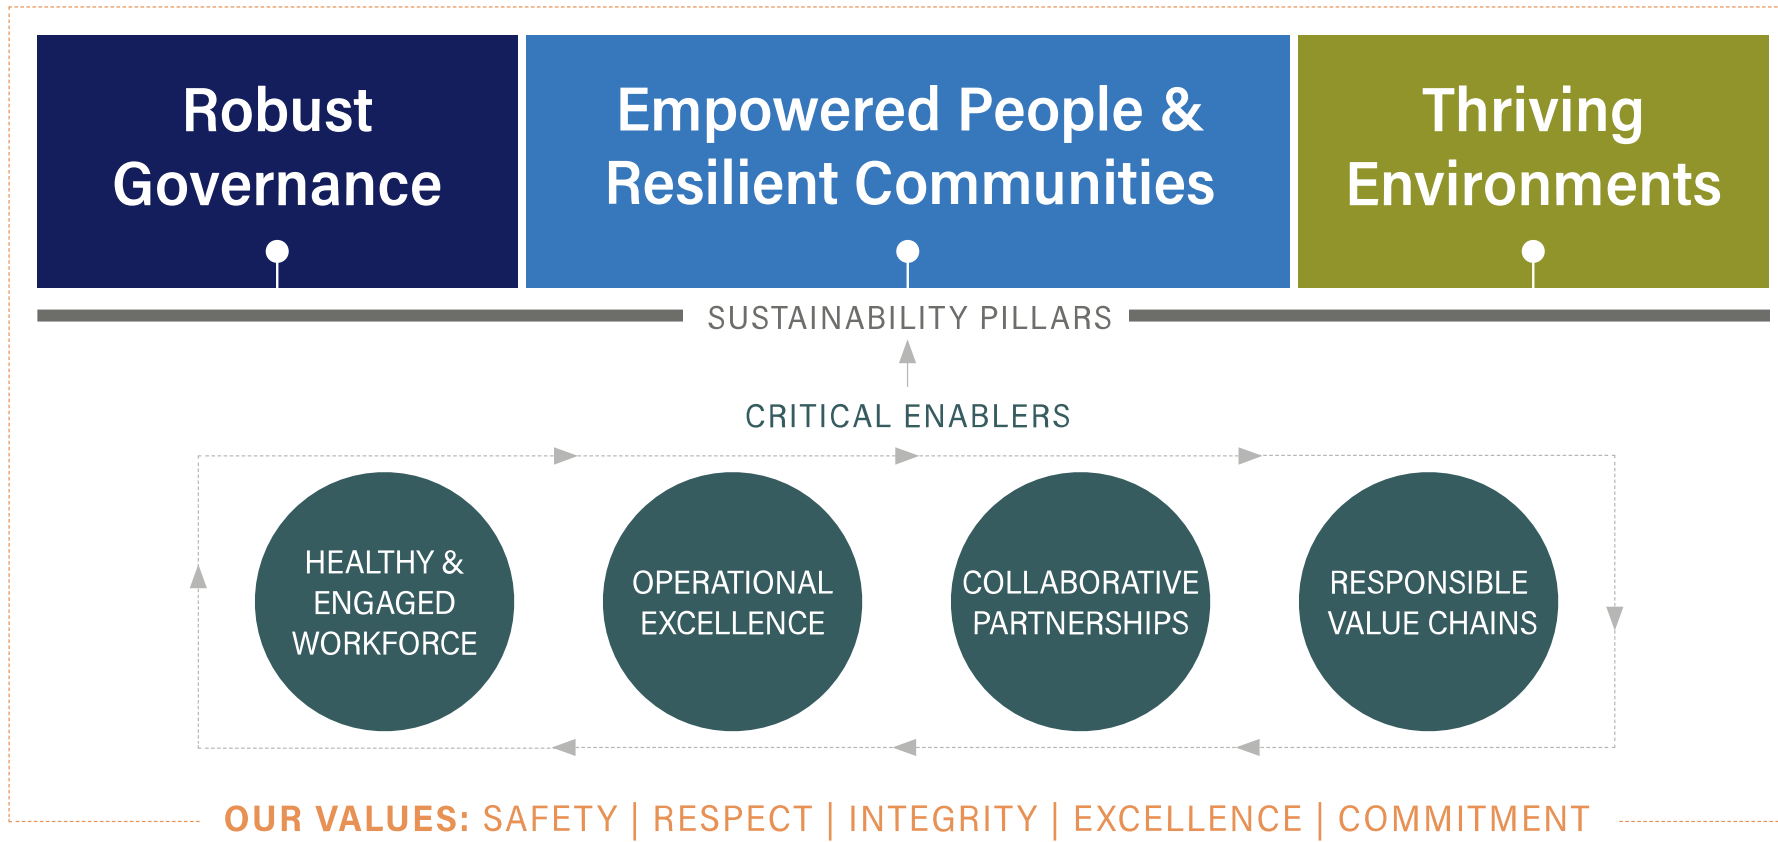 Robust
Governance
Empowered People &
Resilient Communities
Thriving
Environments
SUSTAINABILITY PILLARS
CRITICAL ENABLERS
HEALTHY &
ENGAGED
WORKFORCE
OPERATIONAL
EXCELLENCE
COLLABORATIVE
PARTNERSHIPS
RESPONSIBLE
VALUE CHAINS
OUR VALUES: SAFETY | RESPECT | INTEGRITY | EXCELLENCE | COMMITMENT